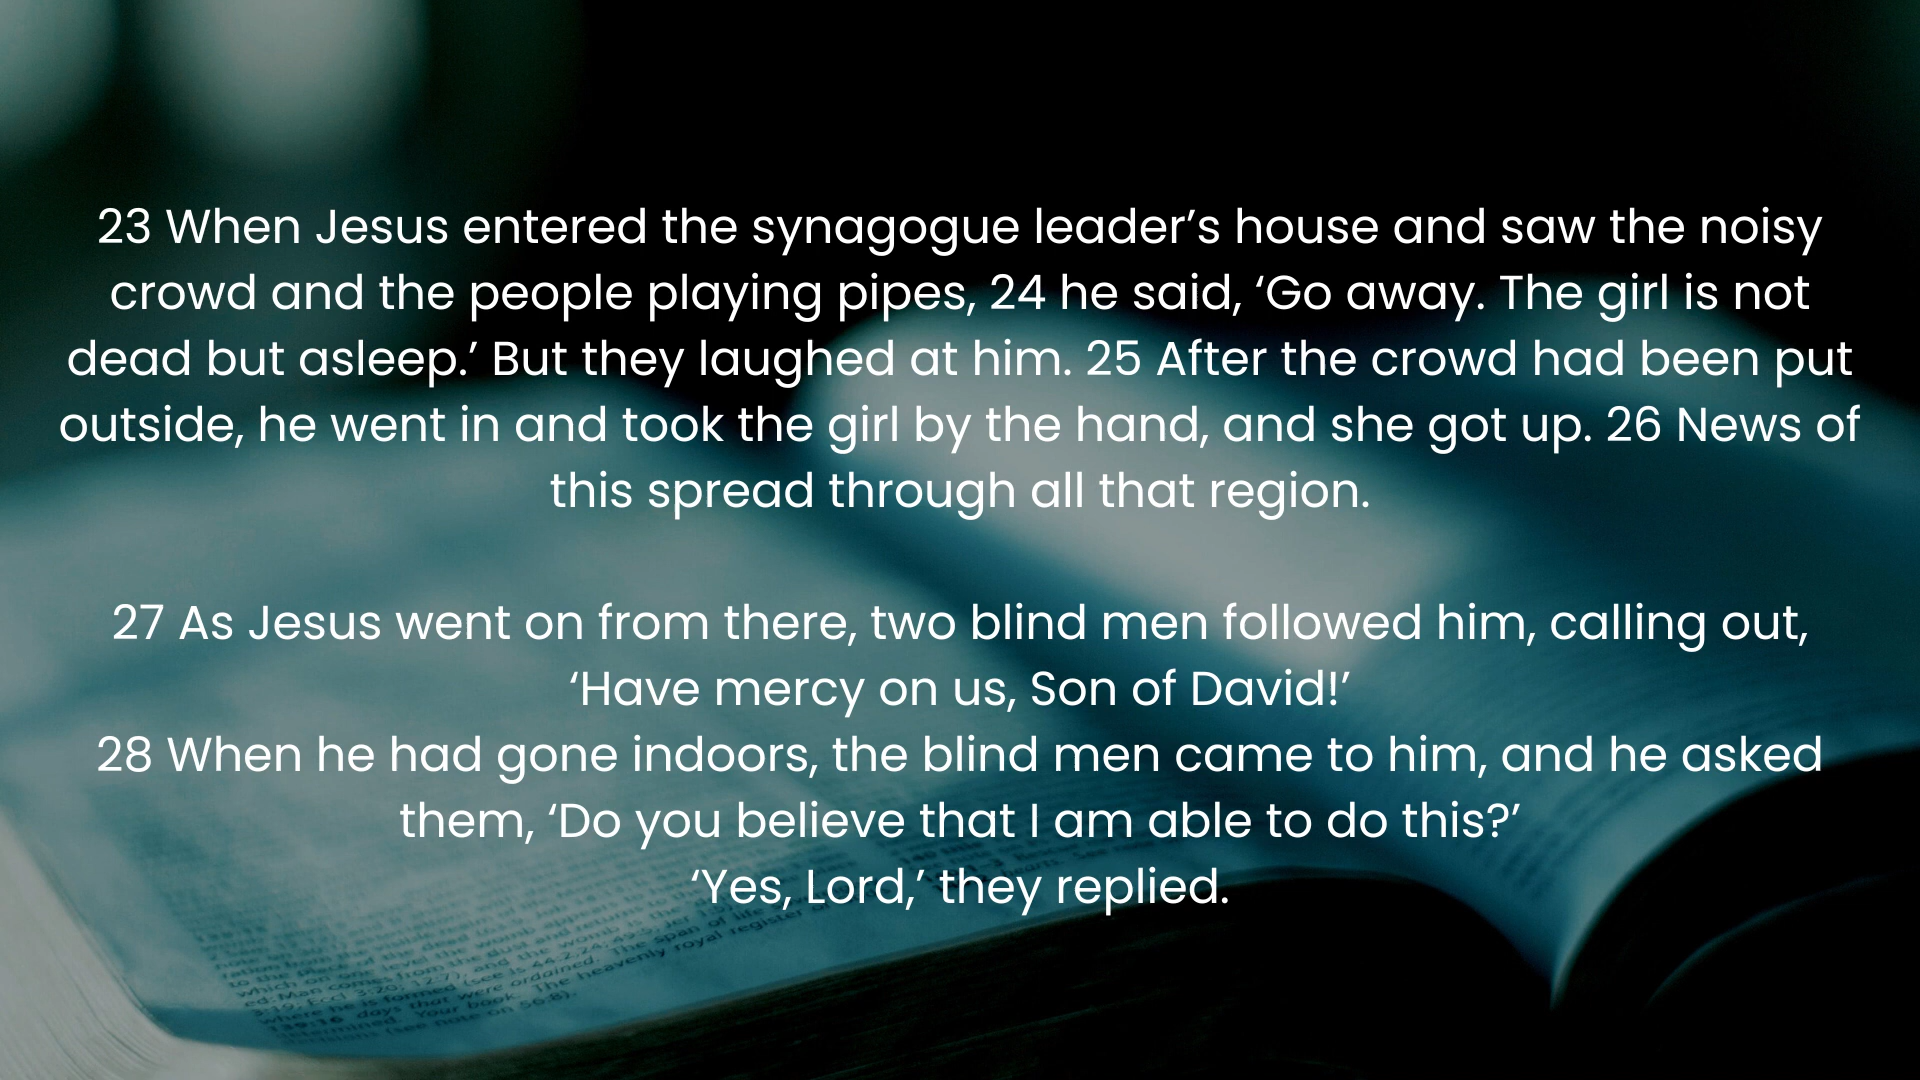 23 When Jesus entered the synagogue leader’s house and saw the noisy
crowd and the people playing pipes, 24 he said, ‘Go away. The girl is not
dead but asleep.’ But they laughed at him. 25 After the crowd had been put
outside, he went in and took the girl by the hand, and she got up. 26 News of
this spread through all that region.
27 As Jesus went on from there, two blind men followed him, calling out,
‘Have mercy on us, Son of David!’
28 When he had gone indoors, the blind men came to him, and he asked
them, ‘Do you believe that I am able to do this?’
‘Yes, Lord,’ they replied.